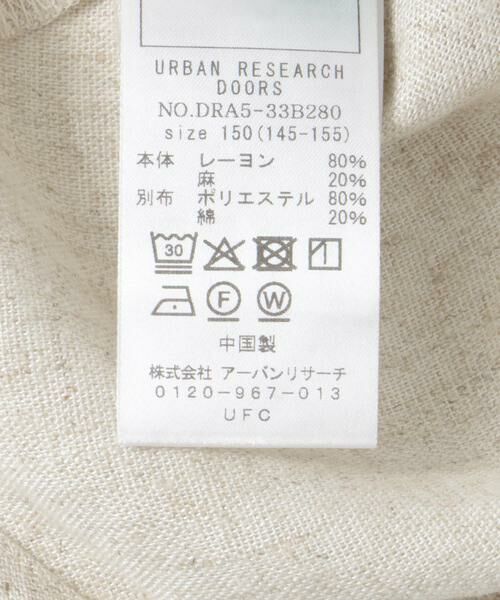 URBAN RESEARCH
DOORS
NO.DRA5-33B280
size 150(145-155)
本体 レーヨン 80%
麻 20%
別布 ポリエステル 80%
綿 20%
30
F W
中国製
株式会社 アーバンリサーチ
0120-967-013
UFC